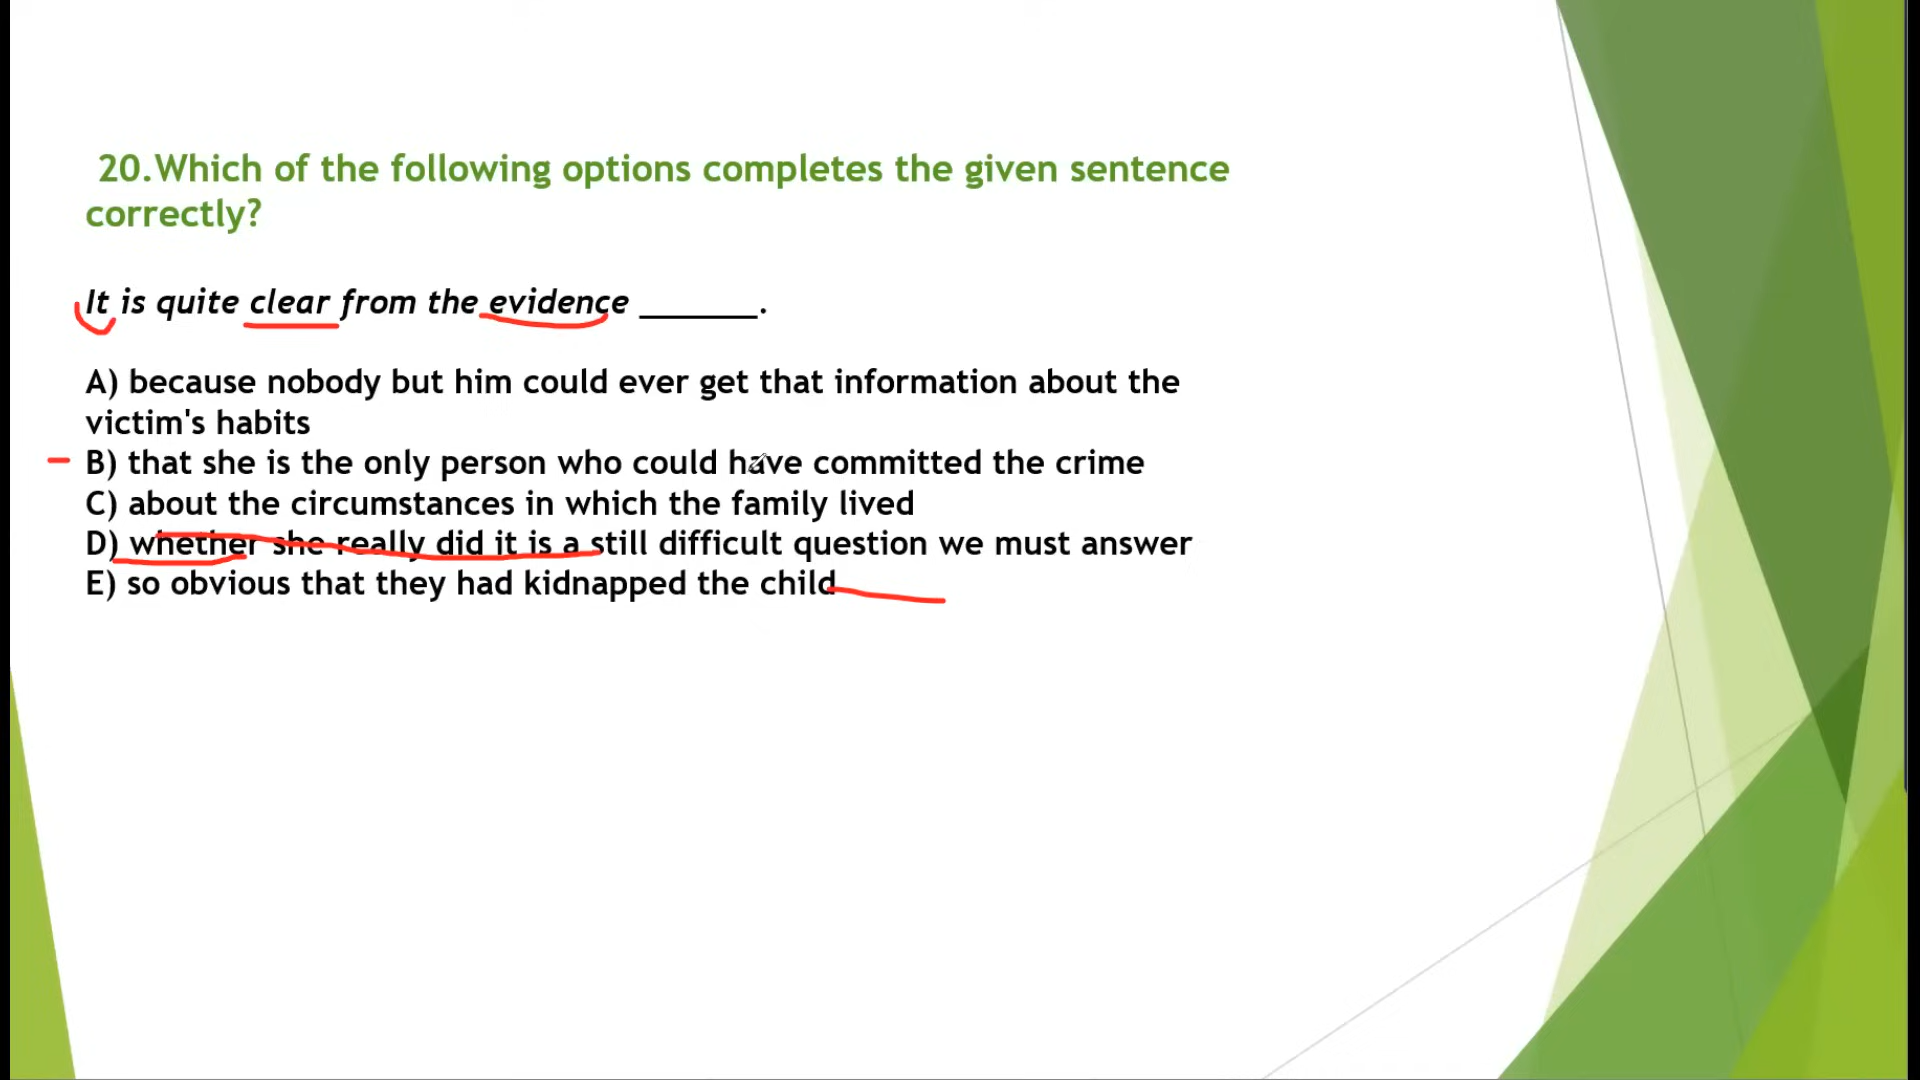 20.Which of the following options completes the given sentence
correctly?
It is quite clear from the evidence _______.
A) because nobody but him could ever get that information about the
victim's habits
B) that she is the only person who could have committed the crime
C) about the circumstances in which the family lived
D) whether she really did it is a still difficult question we must answer
E) so obvious that they had kidnapped the child